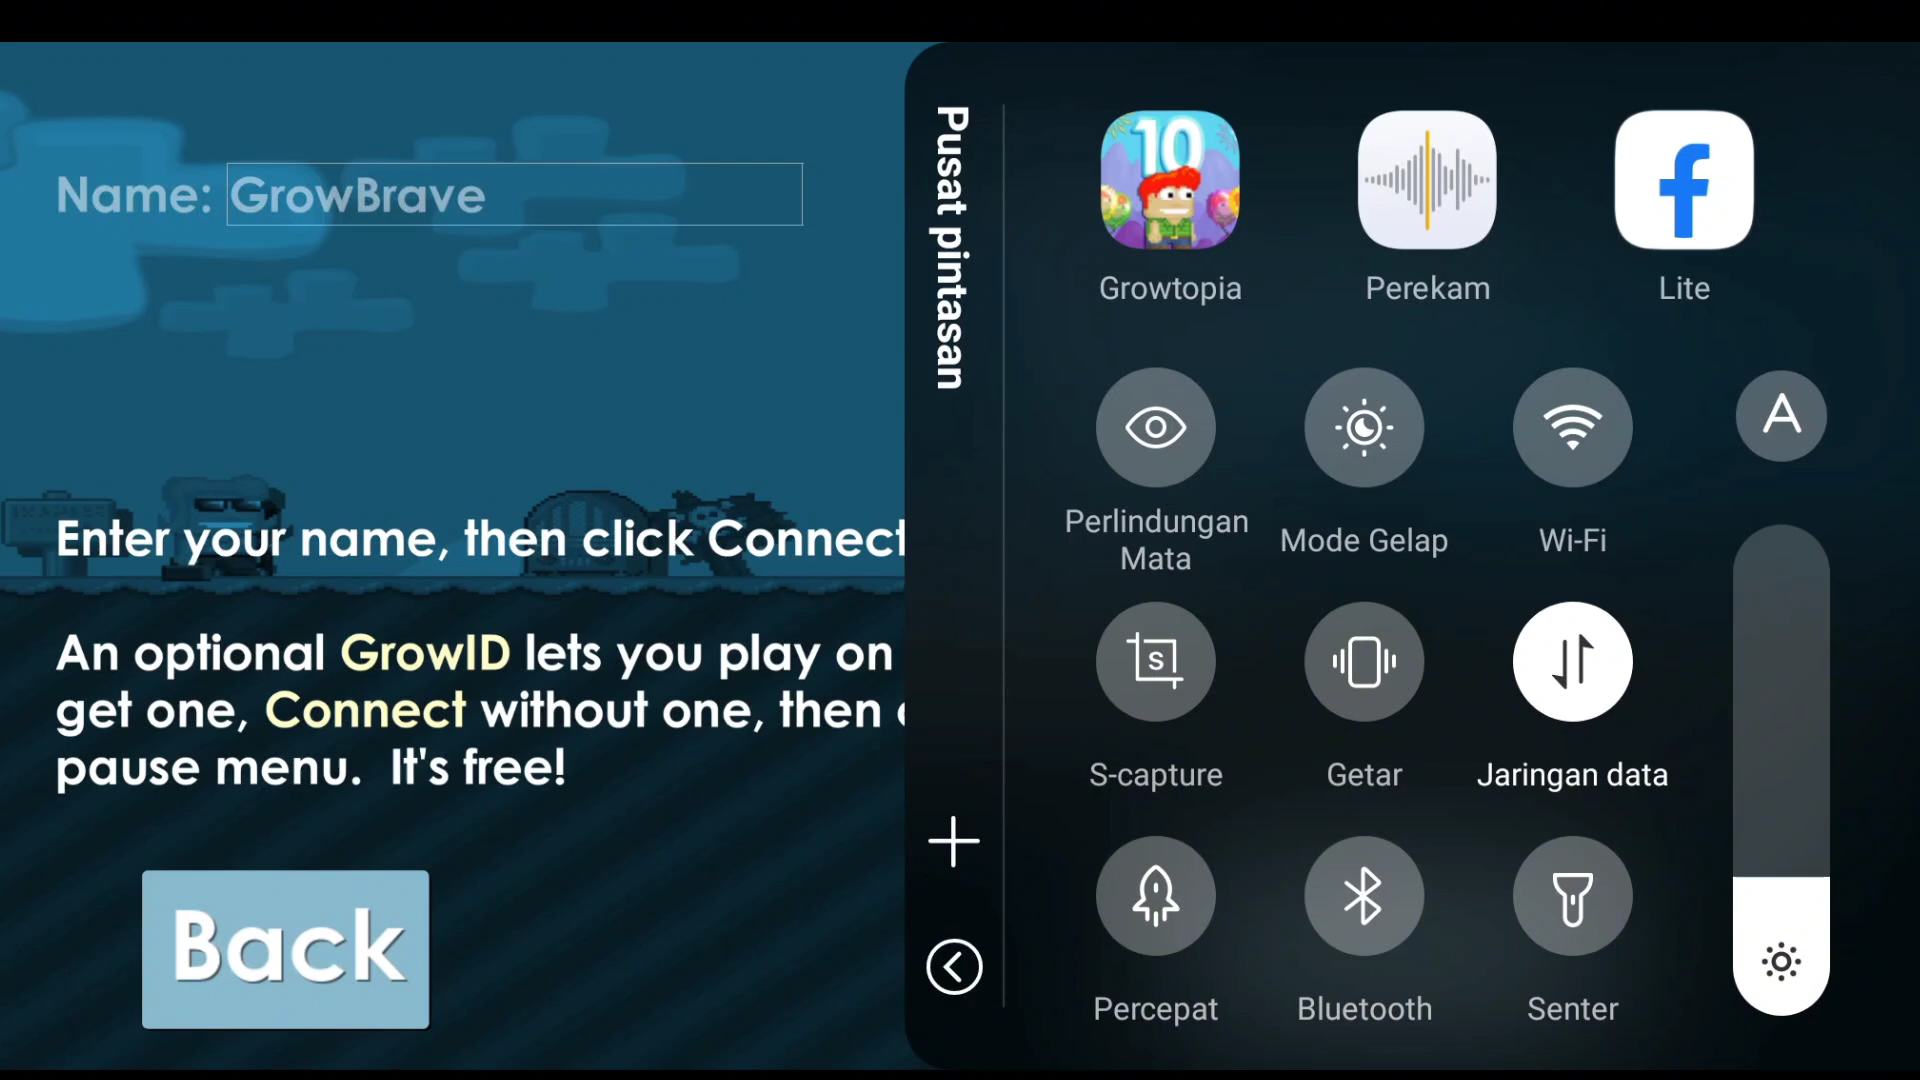 Name: GrowBrave
Enter your name, then click Connect
An optional GrowID lets you play on
get one, Connect without one, then
pause menu.  It's free!
Back
Pusat pintasan
10
Growtopia
Perekam
Lite
Perlindungan
Mata
Mode Gelap
Wi-Fi
A
S
S-capture
Getar
Jaringan data
Percepat
Bluetooth
Senter